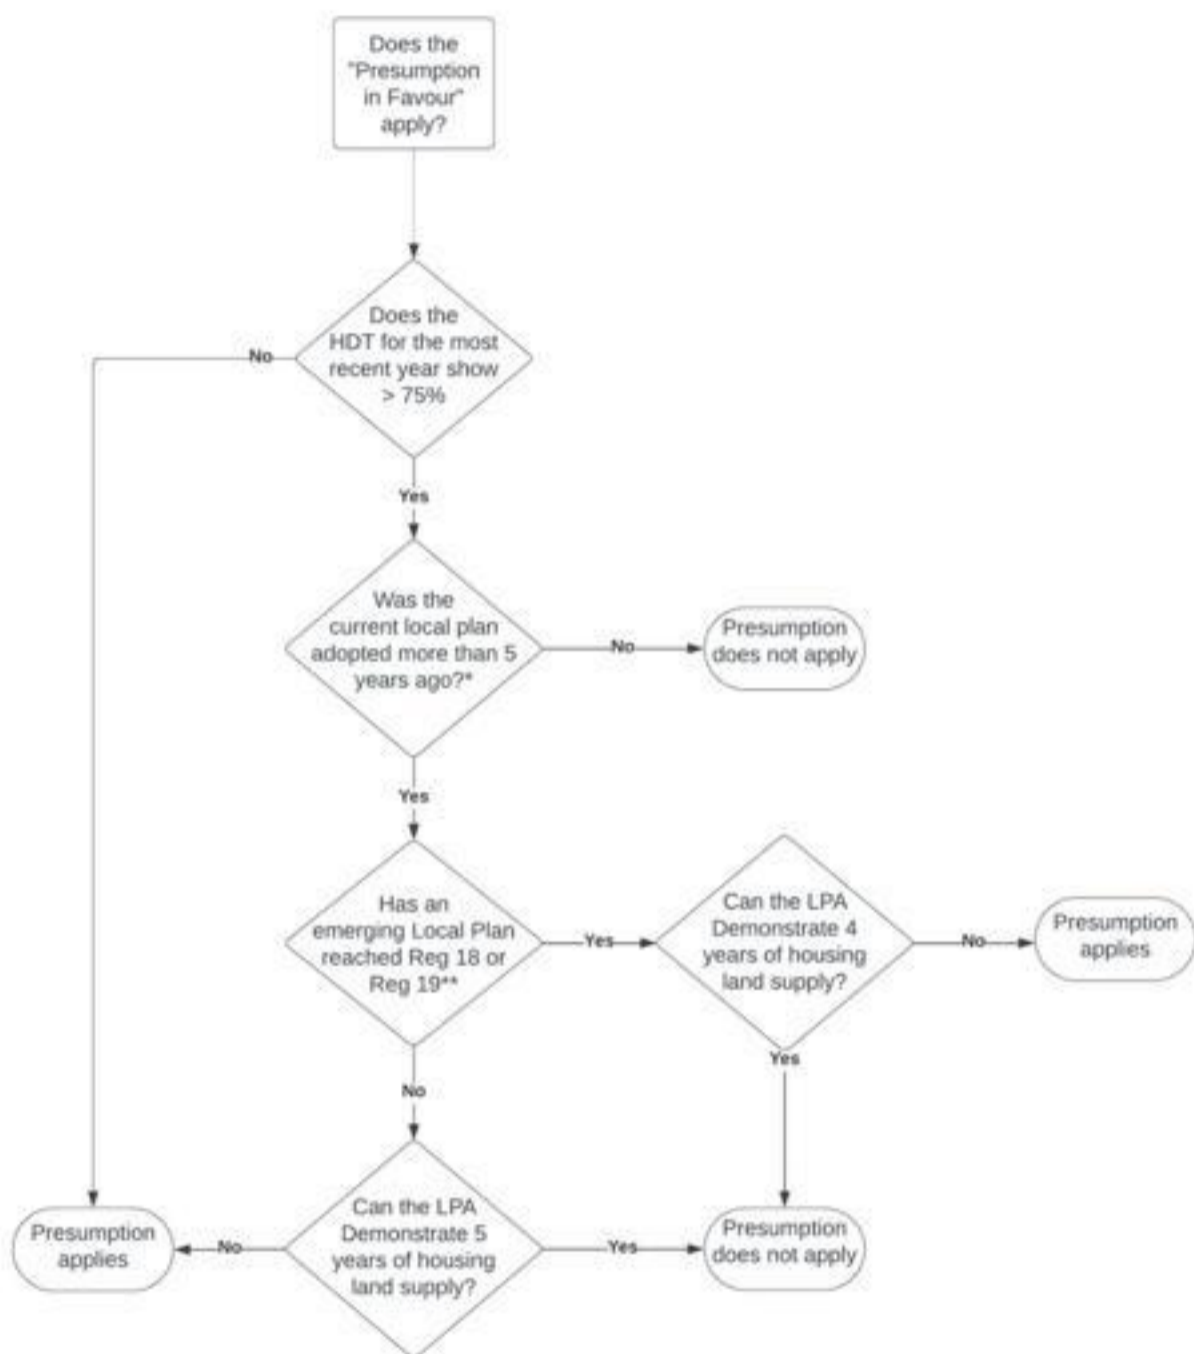 Does the
"Presumption
in Favour"
apply?
Does the
HDT for the most
recent year show
> 75%
No
Yes
Was the
current local plan
adopted more than 5
years ago?*
No
Presumption
does not apply
Yes
Has an
emerging Local Plan
reached Reg 18 or
Reg 19**
Yes
Can the LPA
Demonstrate 4
years of housing
land supply?
No
Presumption
applies
Yes
No
Can the LPA
Demonstrate 5
years of housing
land supply?
No
Presumption
applies
Yes
Presumption
does not apply